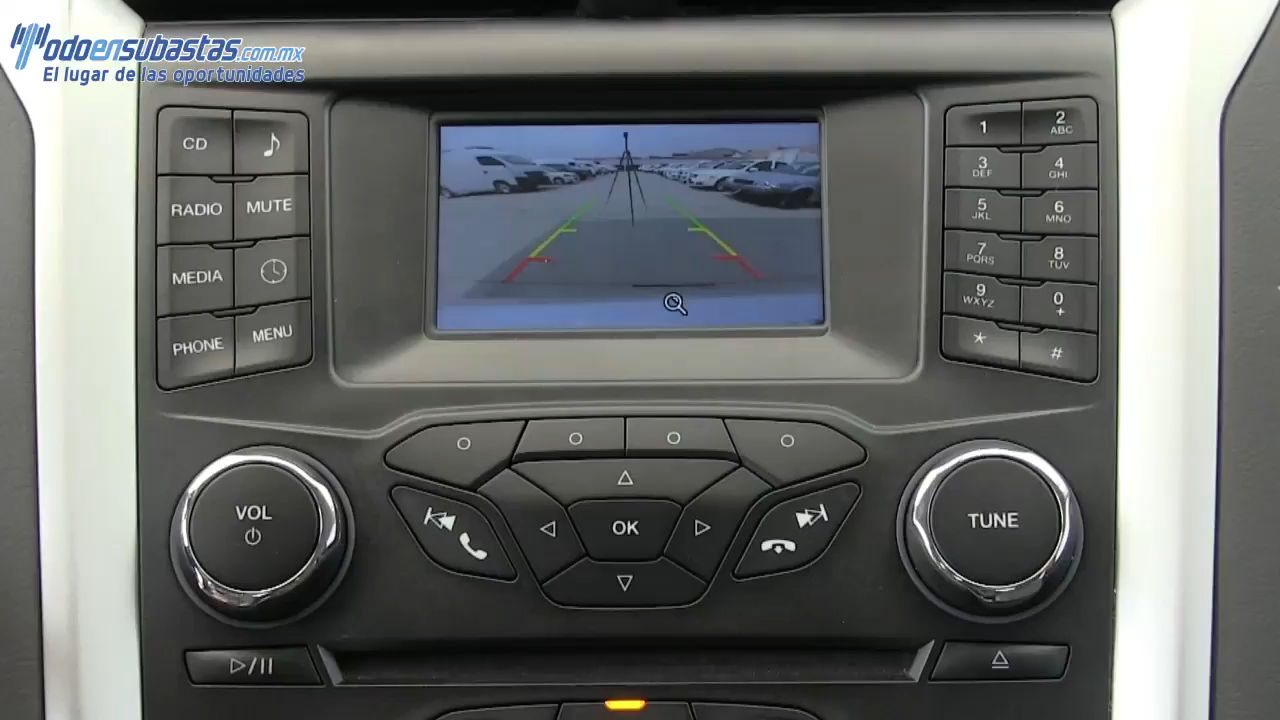 Todoensubastas.com.mx
El lugar de las oportunidades
CD
RADIO MUTE
MEDIA
PHONE MENU
1 2 ABC
3 DEF 4 GHI
5 JKL 6 MNO
7 PQRS 8 TUV
9 WXYZ 0 +
* #
VOL
OK
TUNE